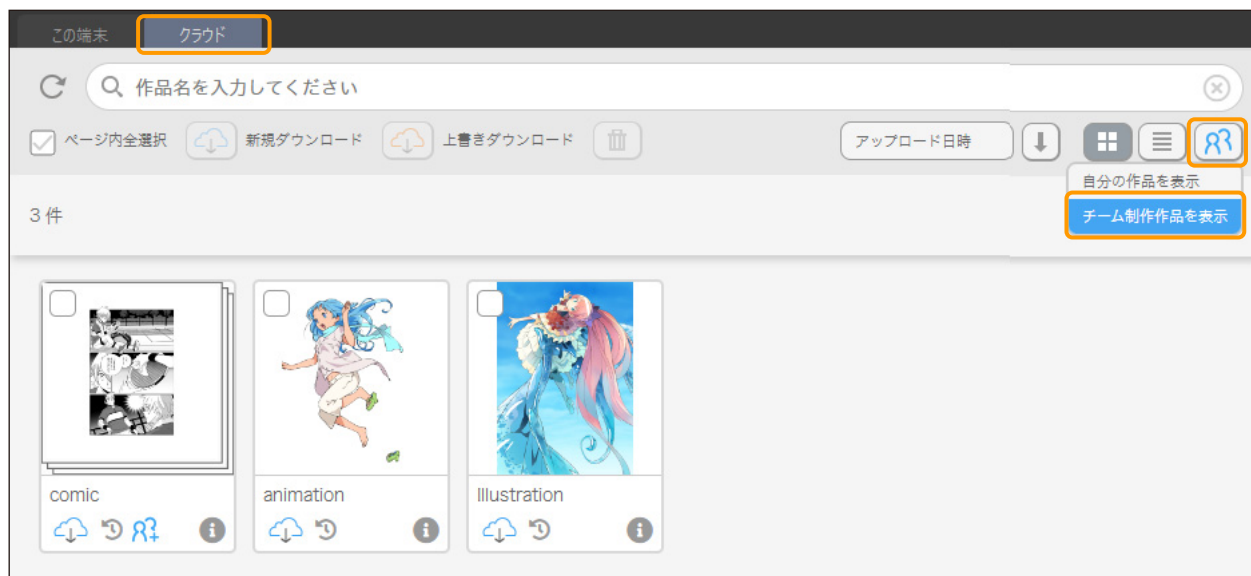 この端末
クラウド
作品名を入力してください
ページ内全選択
新規ダウンロード
上書きダウンロード
アップロード日時
自分の作品を表示
チーム制作作品を表示
3 件
comic
animation
Illustration